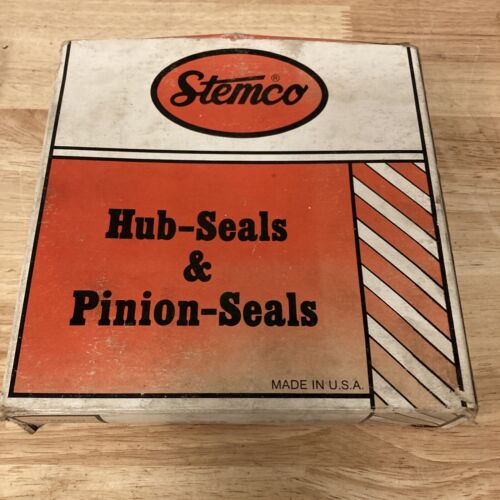 Stemco®
Hub-Seals
&
Pinion-Seals
MADE IN U.S.A.